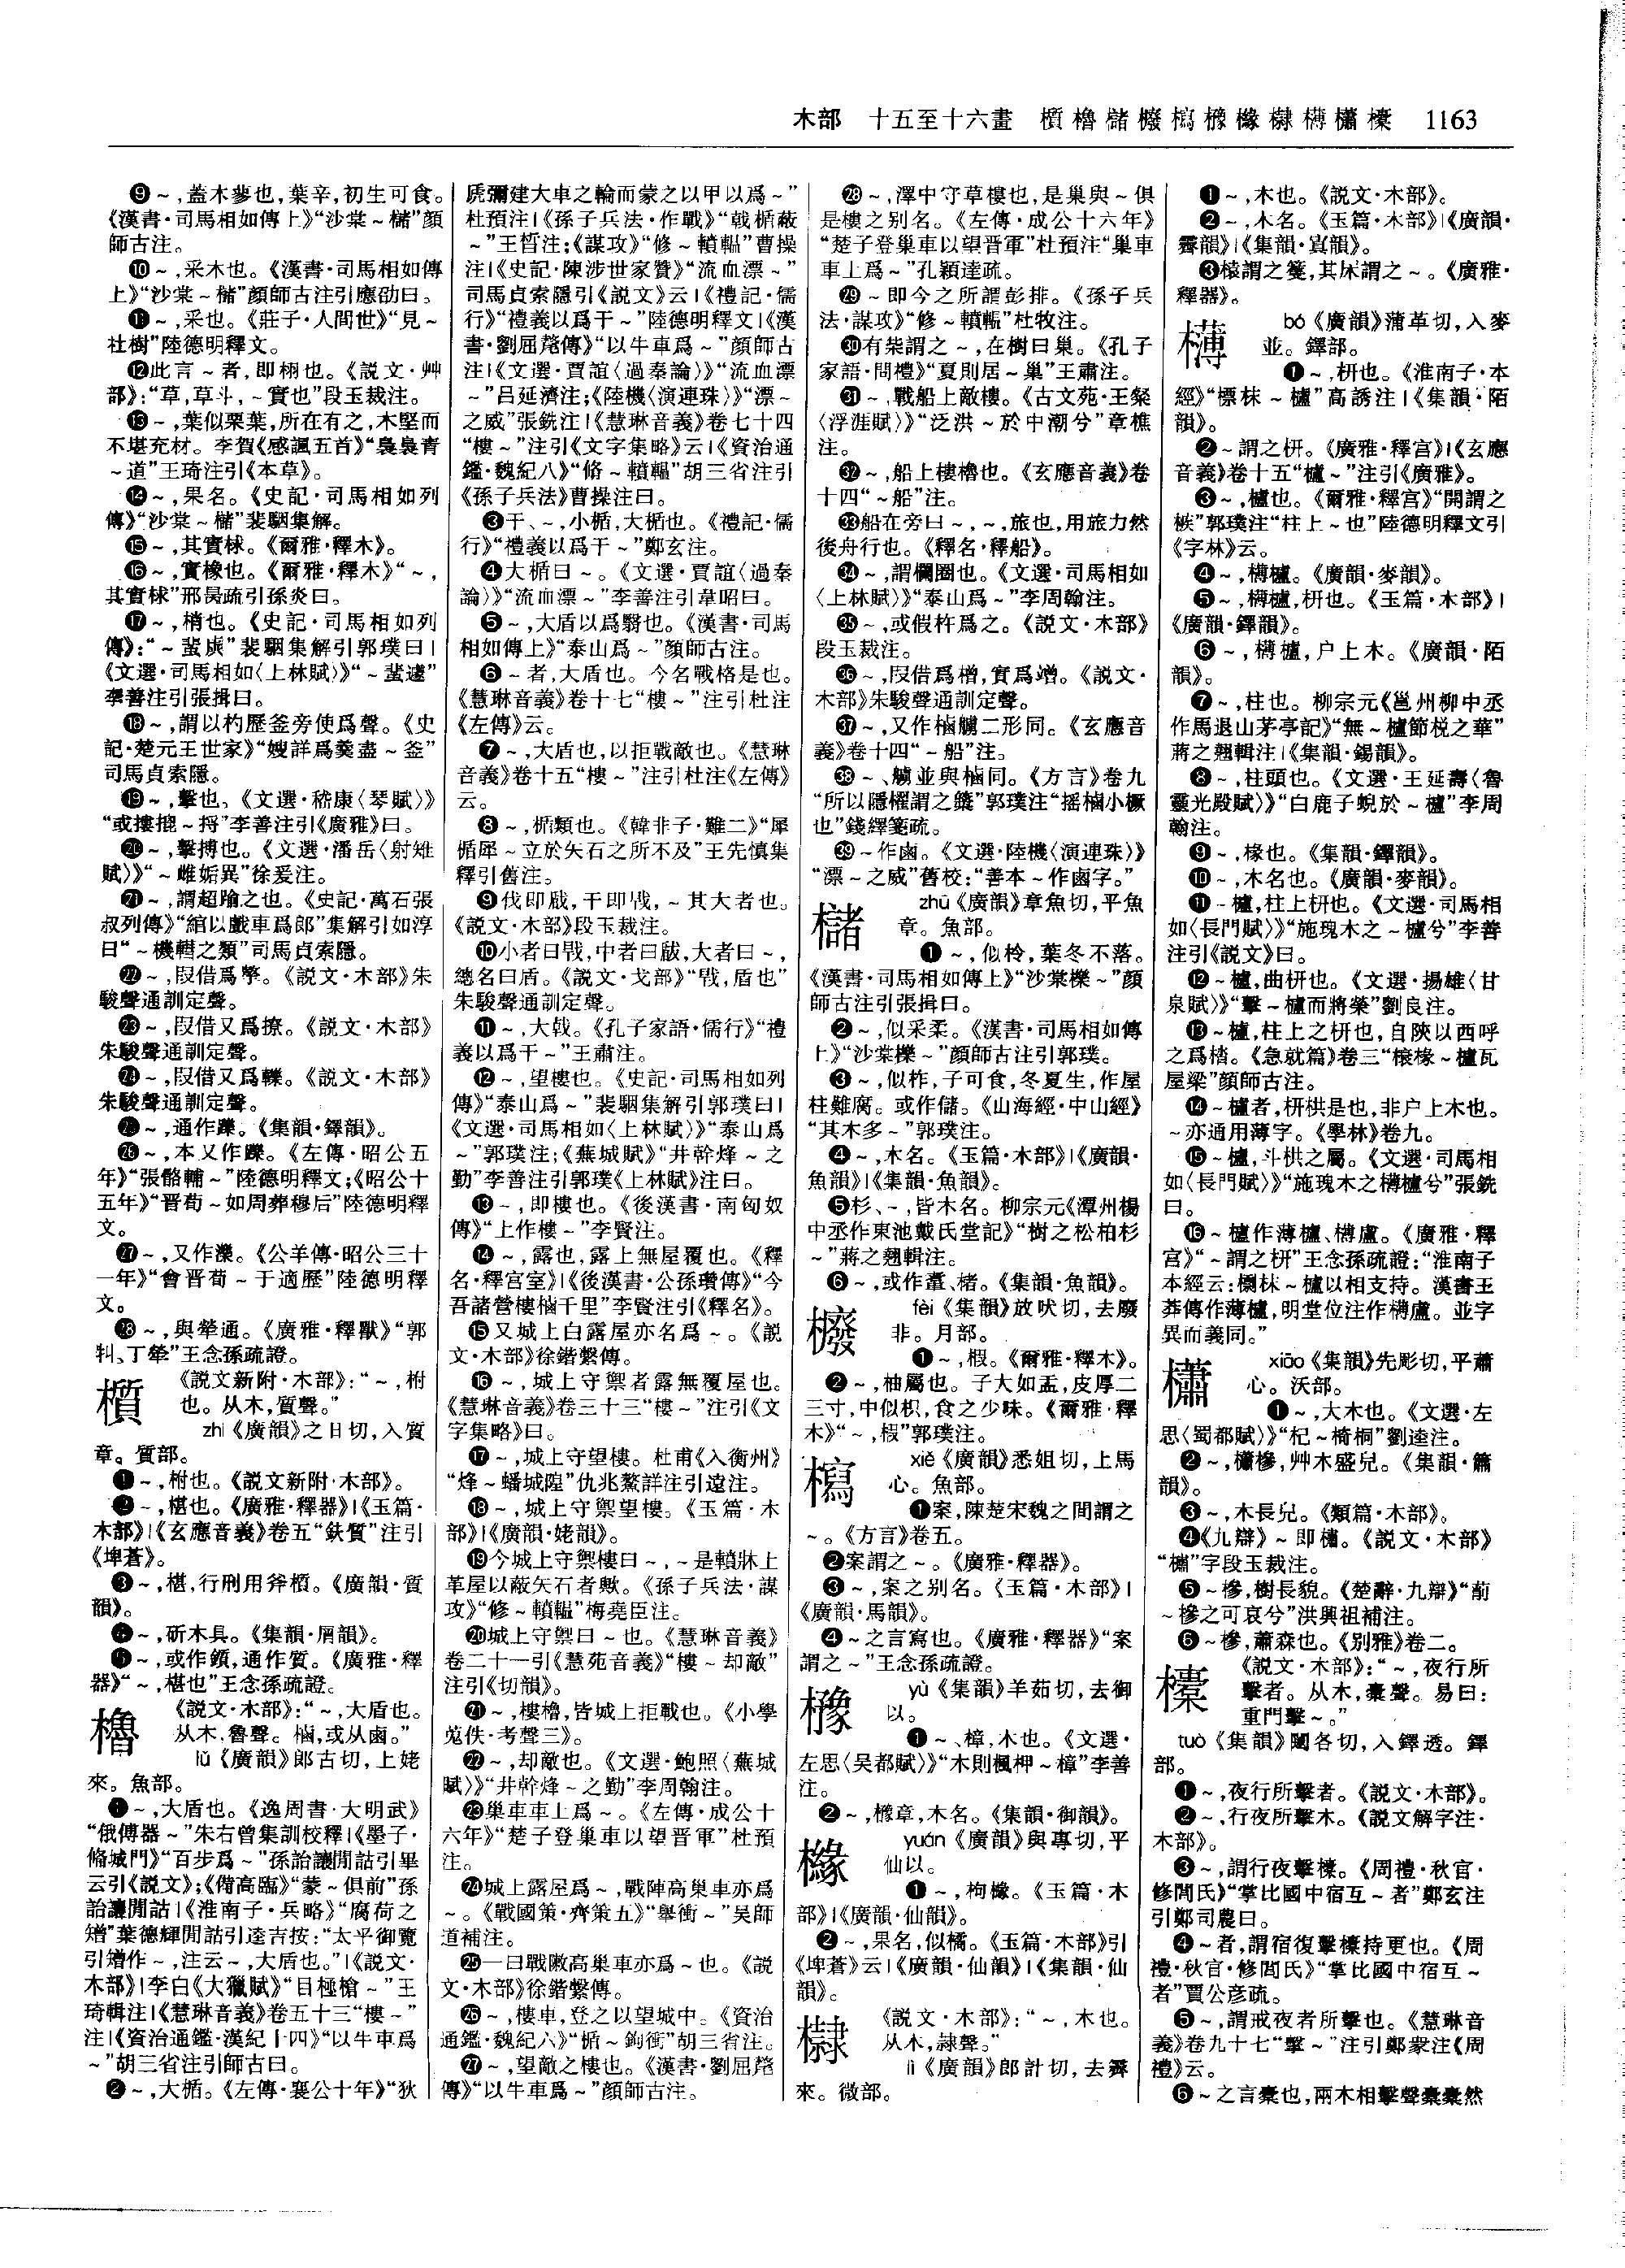 木部　十五至十六畫　櫍櫓櫧櫠㯕櫲櫞櫖欂櫹㯱　1163
❾～,蓋木蓼也,葉辛,初生可食。
《漢書·司馬相如傳上》“沙棠～櫧”顔
師古注。
❿～,采木也。《漢書·司馬相如傳
上》“沙棠～櫧”顔師古注引應劭曰。
⓫～,采也。《莊子·人間世》“見～
社樹”陸德明釋文。
⓬此言～者,即栩也。《説文·艸
部》:“草,草斗,～實也”段玉裁注。
⓭～,葉似栗葉,所在有之,木堅而
不堪充材。李賀《感諷五首》“裊裊青
～道”王琦注引《本草》。
⓮～,果名。《史記·司馬相如列
傳》“沙棠～櫧”裴駰集解。
⓯～,其實梂。《爾雅·釋木》。
⓰～,實橡也。《爾雅·釋木》“～,
其實梂”邢昺疏引孫炎曰。
⓱～,梢也。《史記·司馬相如列
傳》:“～蜚�”裴駰集解引郭璞曰|
《文選·司馬相如〈上林賦〉》“～蜚遽”
李善注引張揖曰。
⓲～,謂以杓歷釜旁使爲聲。《史
記·楚元王世家》“嫂詳爲羹盡～釜”
司馬貞索隱。
⓳～,擊也。《文選·嵇康〈琴賦〉》
“或摟㨫～捋”李善注引《廣雅》曰。
⓴～,擊搏也。《文選·潘岳〈射雉
賦〉》“～雌妬異”徐爰注。
㉑～,謂超踰之也。《史記·萬石張
叔列傳》“綰以戲車爲郎”集解引如淳
曰“～機轊之類”司馬貞索隱。
㉒～,叚借爲擽。《説文·木部》朱
駿聲通訓定聲。
㉓～,叚借又爲撩。《説文·木部》
朱駿聲通訓定聲。
㉔～,叚借又爲轢。《説文·木部》
朱駿聲通訓定聲。
㉕～,通作躒。《集韻·鐸韻》。
㉖～,本又作躒。《左傳·昭公五
年》“張骼輔～”陸德明釋文;《昭公十
五年》“晋荀～如周葬穆后”陸德明釋
文。
㉗～,又作濼。《公羊傳·昭公三十
一年》“會晋荀～于適歷”陸德明釋
文。
㉘～,與犖通。《廣雅·釋獸》“郭
㹀、丁犖”王念孫疏證。
櫍
《説文新附·木部》:“～,柎
也。从木,質聲。”
zhì《廣韻》之日切,入質
章。質部。
❶～,柎也。《説文新附·木部》。
❷～,椹也。《廣雅·釋器》|《玉篇·
木部》|《玄應音義》卷五“鈇質”注引
《埤蒼》。
❸～,椹,行刑用斧櫍。《廣韻·質
韻》。
❹～,斫木具。《集韻·屑韻》。
❺～,或作鑕,通作質。《廣雅·釋
器》“～,椹也”王念孫疏證。
櫓
《説文·木部》:“～,大盾也。
从木,魯聲。樐,或从鹵。”
lǔ《廣韻》郎古切,上姥
來。魚部。
❶～,大盾也。《逸周書·大明武》
“俄傅器～”朱右曾集訓校釋|《墨子·
備城門》“百步爲～”孫詒讓閒詁引畢
云引《説文》;《備高臨》“蒙～俱前”孫
詒讓閒詁|《淮南子·兵略》“腐荷之
矰”葉德輝閒詁引逵吉按:“太平御覽
引矰作～,注云～,大盾也。”|《説文·
木部》|李白《大獵賦》“目極槍～”王
琦輯注|《慧琳音義》卷五十三“樓～”
注|《資治通鑑·漢紀十四》“以牛車爲
～”胡三省注引師古曰。
❷～,大楯。《左傳·襄公十年》“狄
虒彌建大車之輪而蒙之以甲以爲～”
杜預注|《孫子兵法·作戰》“戟楯蔽
～”王晳注;《謀攻》“修～轒轀”曹操
注|《史記·陳涉世家贊》“流血漂～”
司馬貞索隱引《説文》云|《禮記·儒
行》“禮義以爲干～”陸德明釋文|《漢
書·劉屈氂傳》“以牛車爲～”顔師古
注|《文選·賈誼〈過秦論〉》“流血漂
～”吕延濟注;《陸機〈演連珠〉》“漂～
之威”張銑注|《慧琳音義》卷七十四
“樓～”注引《文字集略》云|《資治通
鑑·魏紀八》“脩～轒轀”胡三省注引
《孫子兵法》曹操注曰。
❸干、～,小楯,大楯也。《禮記·儒
行》“禮義以爲干～”鄭玄注。
❹大楯曰～。《文選·賈誼〈過秦
論〉》“流血漂～”李善注引韋昭曰。
❺～,大盾以爲翳也。《漢書·司馬
相如傳上》“泰山爲～”顔師古注。
❻～者,大盾也。今名戰格是也。
《慧琳音義》卷十七“樓～”注引杜注
《左傳》云。
❼～,大盾也,以拒戰敵也。《慧琳
音義》卷十五“樓～”注引杜注《左傳》
云。
❽～,楯類也。《韓非子·難二》“犀
楯犀～立於矢石之所不及”王先慎集
釋引舊注。
❾伐即瞂,干即戰,～其大者也。
《説文·木部》段玉裁注。
❿小者曰戰,中者曰瞂,大者曰～,
總名曰盾。《説文·戈部》“戰,盾也”
朱駿聲通訓定聲。
⓫～,大戟。《孔子家語·儒行》“禮
義以爲干～”王肅注。
⓬～,望樓也。《史記·司馬相如列
傳》“泰山爲～”裴駰集解引郭璞曰|
《文選·司馬相如〈上林賦〉》“泰山爲
～”郭璞注;《蕪城賦》“井幹烽～之
勤”李善注引郭璞《上林賦》注曰。
⓭～,即樓也。《後漢書·南匈奴
傳》“上作樓～”李賢注。
⓮～,露也,露上無屋覆也。《釋
名·釋宫室》|《後漢書·公孫瓚傳》“今
吾諸營樓樐千里”李賢注引《釋名》。
⓯又城上白露屋亦名爲～。《説
文·木部》徐鍇繫傳。
⓰～,城上守禦者露無覆屋也。
《慧琳音義》卷三十三“樓～”注引《文
字集略》曰。
⓱～,城上守望樓。杜甫《入衡州》
“烽～蟠城隍”仇兆鰲詳注引遠注。
⓲～,城上守禦望樓。《玉篇·木
部》|《廣韻·姥韻》。
⓳今城上守禦樓曰～,～是轒牀上
革屋以蔽矢石者歟。《孫子兵法·謀
攻》“修～轒轀”梅堯臣注。
⓴城上守禦曰～也。《慧琳音義》
卷二十一引《慧苑音義》“樓～却敵”
注引《切韻》。
㉑～,樓櫓,皆城上拒戰也。《小學
蒐佚·考聲三》。
㉒～,却敵也。《文選·鮑照〈蕪城
賦〉》“井幹烽～之勤”李周翰注。
㉓巢車車上爲～。《左傳·成公十
六年》“楚子登巢車以望晋軍”杜預
注。
㉔城上露屋爲～,戰陣高巢車亦爲
～。《戰國策·齊策五》“舉衝～”吴師
道補注。
㉕一曰戰敶高巢車亦爲～也。《説
文·木部》徐鍇繫傳。
㉖～,樓車,登之以望城中。《資治
通鑑·魏紀六》“楯～鉤衝”胡三省注。
㉗～,望敵之樓也。《漢書·劉屈氂
傳》“以牛車爲～”顔師古注。
㉘～,澤中守草樓也,是巢與～俱
是樓之别名。《左傳·成公十六年》
“楚子登巢車以望晋軍”杜預注“巢車
車上爲～”孔穎達疏。
㉙～即今之所謂彭排。《孫子兵
法·謀攻》“修～轒轀”杜牧注。
㉚有柴謂之～,在樹曰巢。《孔子
家語·問禮》“夏則居～巢”王肅注。
㉛～,戰船上敵樓。《古文苑·王粲
〈浮淮賦〉》“泛洪～於中潮兮”章樵
注。
㉜～,船上樓櫓也。《玄應音義》卷
十四“～船”注。
㉝船在旁曰～,～,旅也,用旅力然
後舟行也。《釋名·釋船》。
㉞～,謂欄圈也。《文選·司馬相如
〈上林賦〉》“泰山爲～”李周翰注。
㉟～,或假杵爲之。《説文·木部》
段玉裁注。
㊱～,叚借爲橧,實爲竲。《説文·
木部》朱駿聲通訓定聲。
㊲～,又作樐艣二形同。《玄應音
義》卷十四“～船”注。
㊳～、艣並與樐同。《方言》卷九
“所以隱櫂謂之䉁”郭璞注“摇樐小橛
也”錢繹箋疏。
㊴～作鹵。《文選·陸機〈演連珠〉》
“漂～之威”舊校:“善本～作鹵字。”
櫧
zhū《廣韻》章魚切,平魚
章。魚部。
❶～,似柃,葉冬不落。
《漢書·司馬相如傳上》“沙棠櫟～”顔
師古注引張揖曰。
❷～,似采柔。《漢書·司馬相如傳
上》“沙棠櫟～”顔師古注引郭璞。
❸～,似柞,子可食,冬夏生,作屋
柱難腐。或作儲。《山海經·中山經》
“其木多～”郭璞注。
❹～,木名。《玉篇·木部》|《廣韻·
魚韻》|《集韻·魚韻》。
❺杉、～,皆木名。柳宗元《潭州楊
中丞作東池戴氏堂記》“樹之松柏杉
～”蔣之翹輯注。
❻～,或作藸、楮。《集韻·魚韻》。
櫠
fèi《集韻》放吠切,去廢
非。月部。
❶～,椵。《爾雅·釋木》。
❷～,柚屬也。子大如盂,皮厚二
三寸,中似枳,食之少味。《爾雅·釋
木》“～,椵”郭璞注。
㯕
xiě《廣韻》悉姐切,上馬
心。魚部。
❶案,陳楚宋魏之間謂之
～。《方言》卷五。
❷案謂之～。《廣雅·釋器》。
❸～,案之别名。《玉篇·木部》|
《廣韻·馬韻》。
❹～之言寫也。《廣雅·釋器》“案
謂之～”王念孫疏證。
櫲
yù《集韻》羊茹切,去御
以。
❶～、樟,木也。《文選·
左思〈吴都賦〉》“木則楓柙～樟”李善
注。
❷～,櫲章,木名。《集韻·御韻》。
櫞
yuán《廣韻》與專切,平
仙以。
❶～,枸櫞。《玉篇·木
部》|《廣韻·仙韻》。
❷～,果名,似橘。《玉篇·木部》引
《埤蒼》云|《廣韻·仙韻》|《集韻·仙
韻》。
《説文·木部》:“～,木也。
从木,隸聲。”
lì《廣韻》郎計切,去霽
來。微部。
❶～,木也。《説文·木部》。
❷～,木名。《玉篇·木部》|《廣韻·
霽韻》|《集韻·寘韻》。
❸榬謂之篗,其床謂之～。《廣雅·
釋器》。
欂
bó《廣韻》蒲革切,入麥
並。鐸部。
❶～,枅也。《淮南子·本
經》“標枺～櫨”高誘注|《集韻·陌
韻》。
❷～謂之枅。《廣雅·釋宫》|《玄應
音義》卷十五“櫨～”注引《廣雅》。
❸～,櫨也。《爾雅·釋宫》“開謂之
槉”郭璞注“柱上～也”陸德明釋文引
《字林》云。
❹～,欂櫨。《廣韻·麥韻》。
❺～,欂櫨,枅也。《玉篇·木部》|
《廣韻·鐸韻》。
❻～,欂櫨,户上木。《廣韻·陌
韻》。
❼～,柱也。柳宗元《邕州柳中丞
作馬退山茅亭記》“無～櫨節棁之華”
蔣之翹輯注|《集韻·錫韻》。
❽～,柱頭也。《文選·王延壽〈魯
靈光殿賦〉》“白鹿子蜺於～櫨”李周
翰注。
❾～,椽也。《集韻·鐸韻》。
❿～,木名也。《廣韻·麥韻》。
⓫～櫨,柱上枅也。《文選·司馬相
如〈長門賦〉》“施瑰木之～櫨兮”李善
注引《説文》曰。
⓬～櫨,曲枅也。《文選·揚雄〈甘
泉賦〉》“擊～櫨而將榮”劉良注。
⓭～櫨,柱上之枅也,自陝以西呼
之爲楷。《急就篇》卷三“榱椽～櫨瓦
屋梁”顔師古注。
⓮～櫨者,枅栱是也,非户上木也。
～亦通用薄字。《學林》卷九。
⓯～櫨,斗栱之屬。《文選·司馬相
如〈長門賦〉》“施瑰木之欂櫨兮”張銑
曰。
⓰～櫨作薄櫨、欂盧。《廣雅·釋
宫》“～謂之枅”王念孫疏證:“淮南子
本經云:檦枺～櫨以相支持。漢書王
莽傳作薄櫨,明堂位注作欂盧。並字
異而義同。”
櫹
xiāo《集韻》先彫切,平蕭
心。沃部。
❶～,大木也。《文選·左
思〈蜀都賦〉》“杞～椅桐”劉逵注。
❷～,櫹槮,艸木盛皃。《集韻·蕭
韻》。
❸～,木長皃。《類篇·木部》。
❹《九辯》～即橚。《説文·木部》
“橚”字段玉裁注。
❺～槮,樹長貌。《楚辭·九辯》“萷
～槮之可哀兮”洪興祖補注。
❻～槮,蕭森也。《别雅》卷二。
《説文·木部》:“～,夜行所
擊者。从木,橐聲。易曰:
重門擊～。”
tuò《集韻》闥各切,入鐸透。鐸
部。
❶～,夜行所擊者。《説文·木部》。
❷～,行夜所擊木。《説文解字注·
木部》。
❸～,謂行夜擊㯱。《周禮·秋官·
修閭氏》“掌比國中宿互～者”鄭玄注
引鄭司農曰。
❹～者,謂宿復擊㯱持更也。《周
禮·秋官·修閭氏》“掌比國中宿互～
者”賈公彦疏。
❺～,謂戒夜者所擊也。《慧琳音
義》卷九十七“擊～”注引鄭衆注《周
禮》云。
❻～之言橐也,兩木相擊聲橐橐然